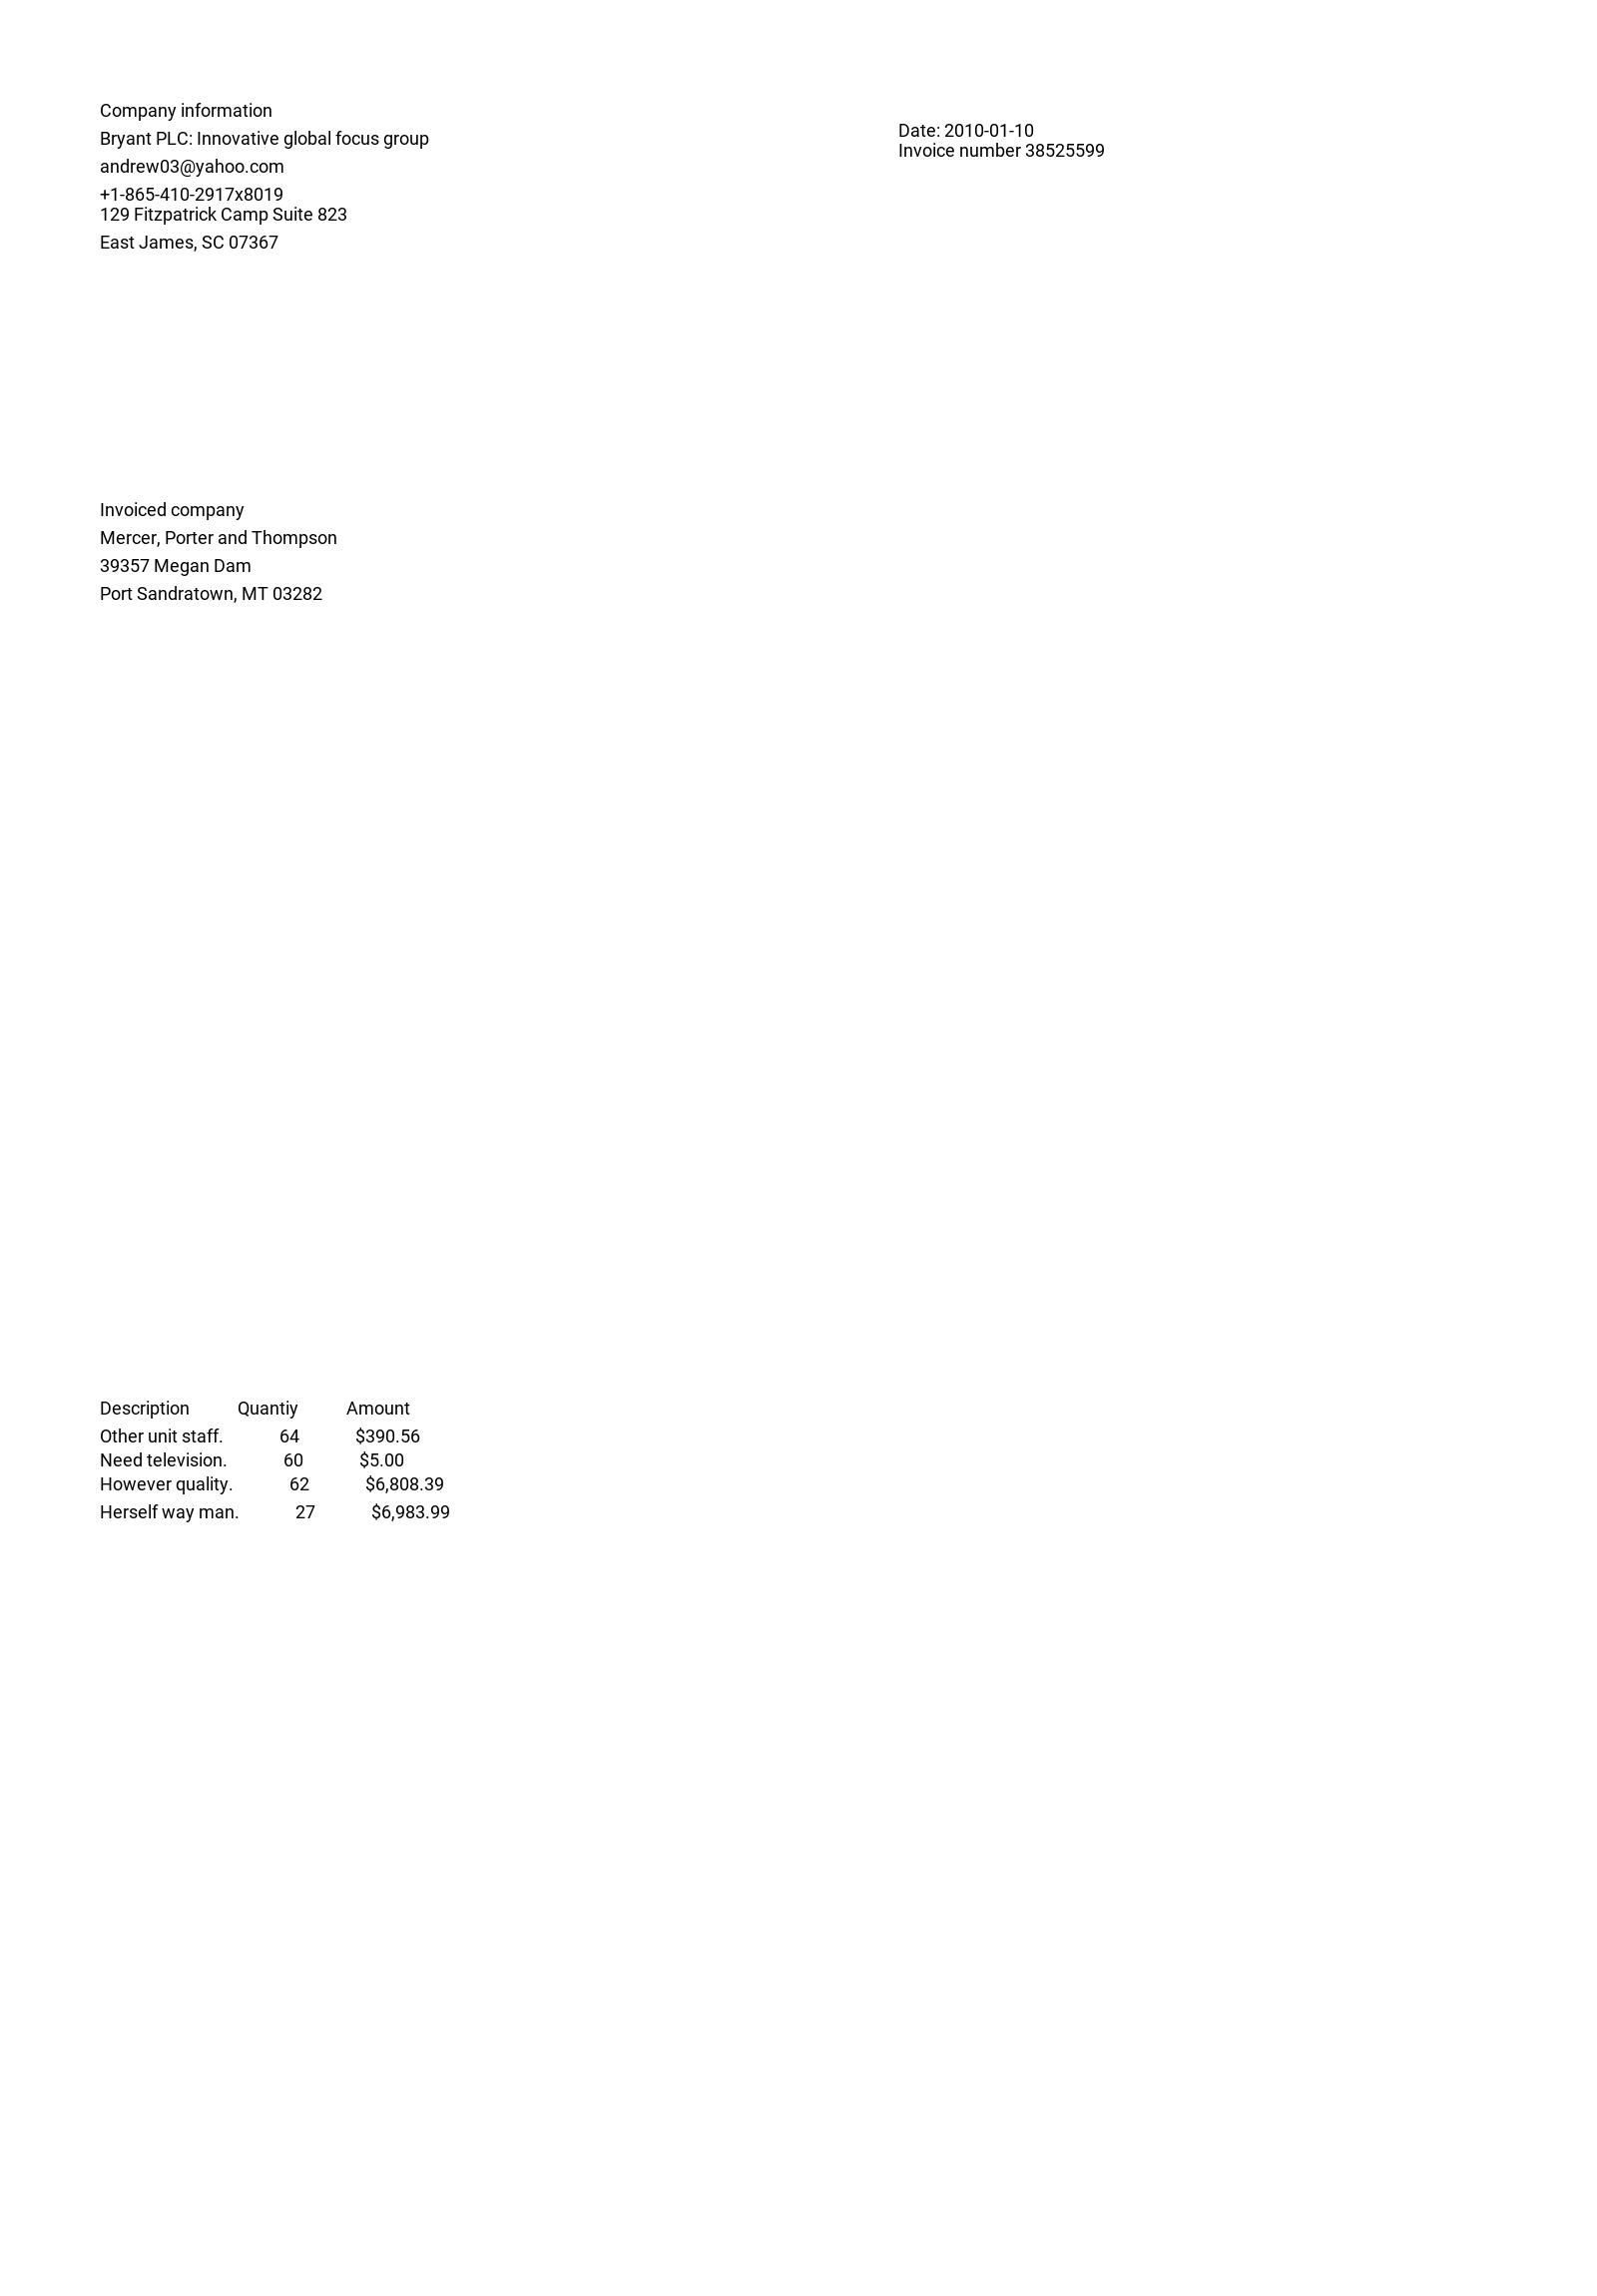 Company information
Bryant PLC: Innovative global focus group
andrew03@yahoo.com
+1-865-410-2917x8019
129 Fitzpatrick Camp Suite 823
East James, SC 07367
Date: 2010-01-10
Invoice number 38525599
Invoiced company
Mercer, Porter and Thompson
39357 Megan Dam
Port Sandratown, MT 03282
Description Quantiy Amount
Other unit staff. 64 $390.56
Need television. 60 $5.00
However quality. 62 $6,808.39
Herself way man. 27 $6,983.99